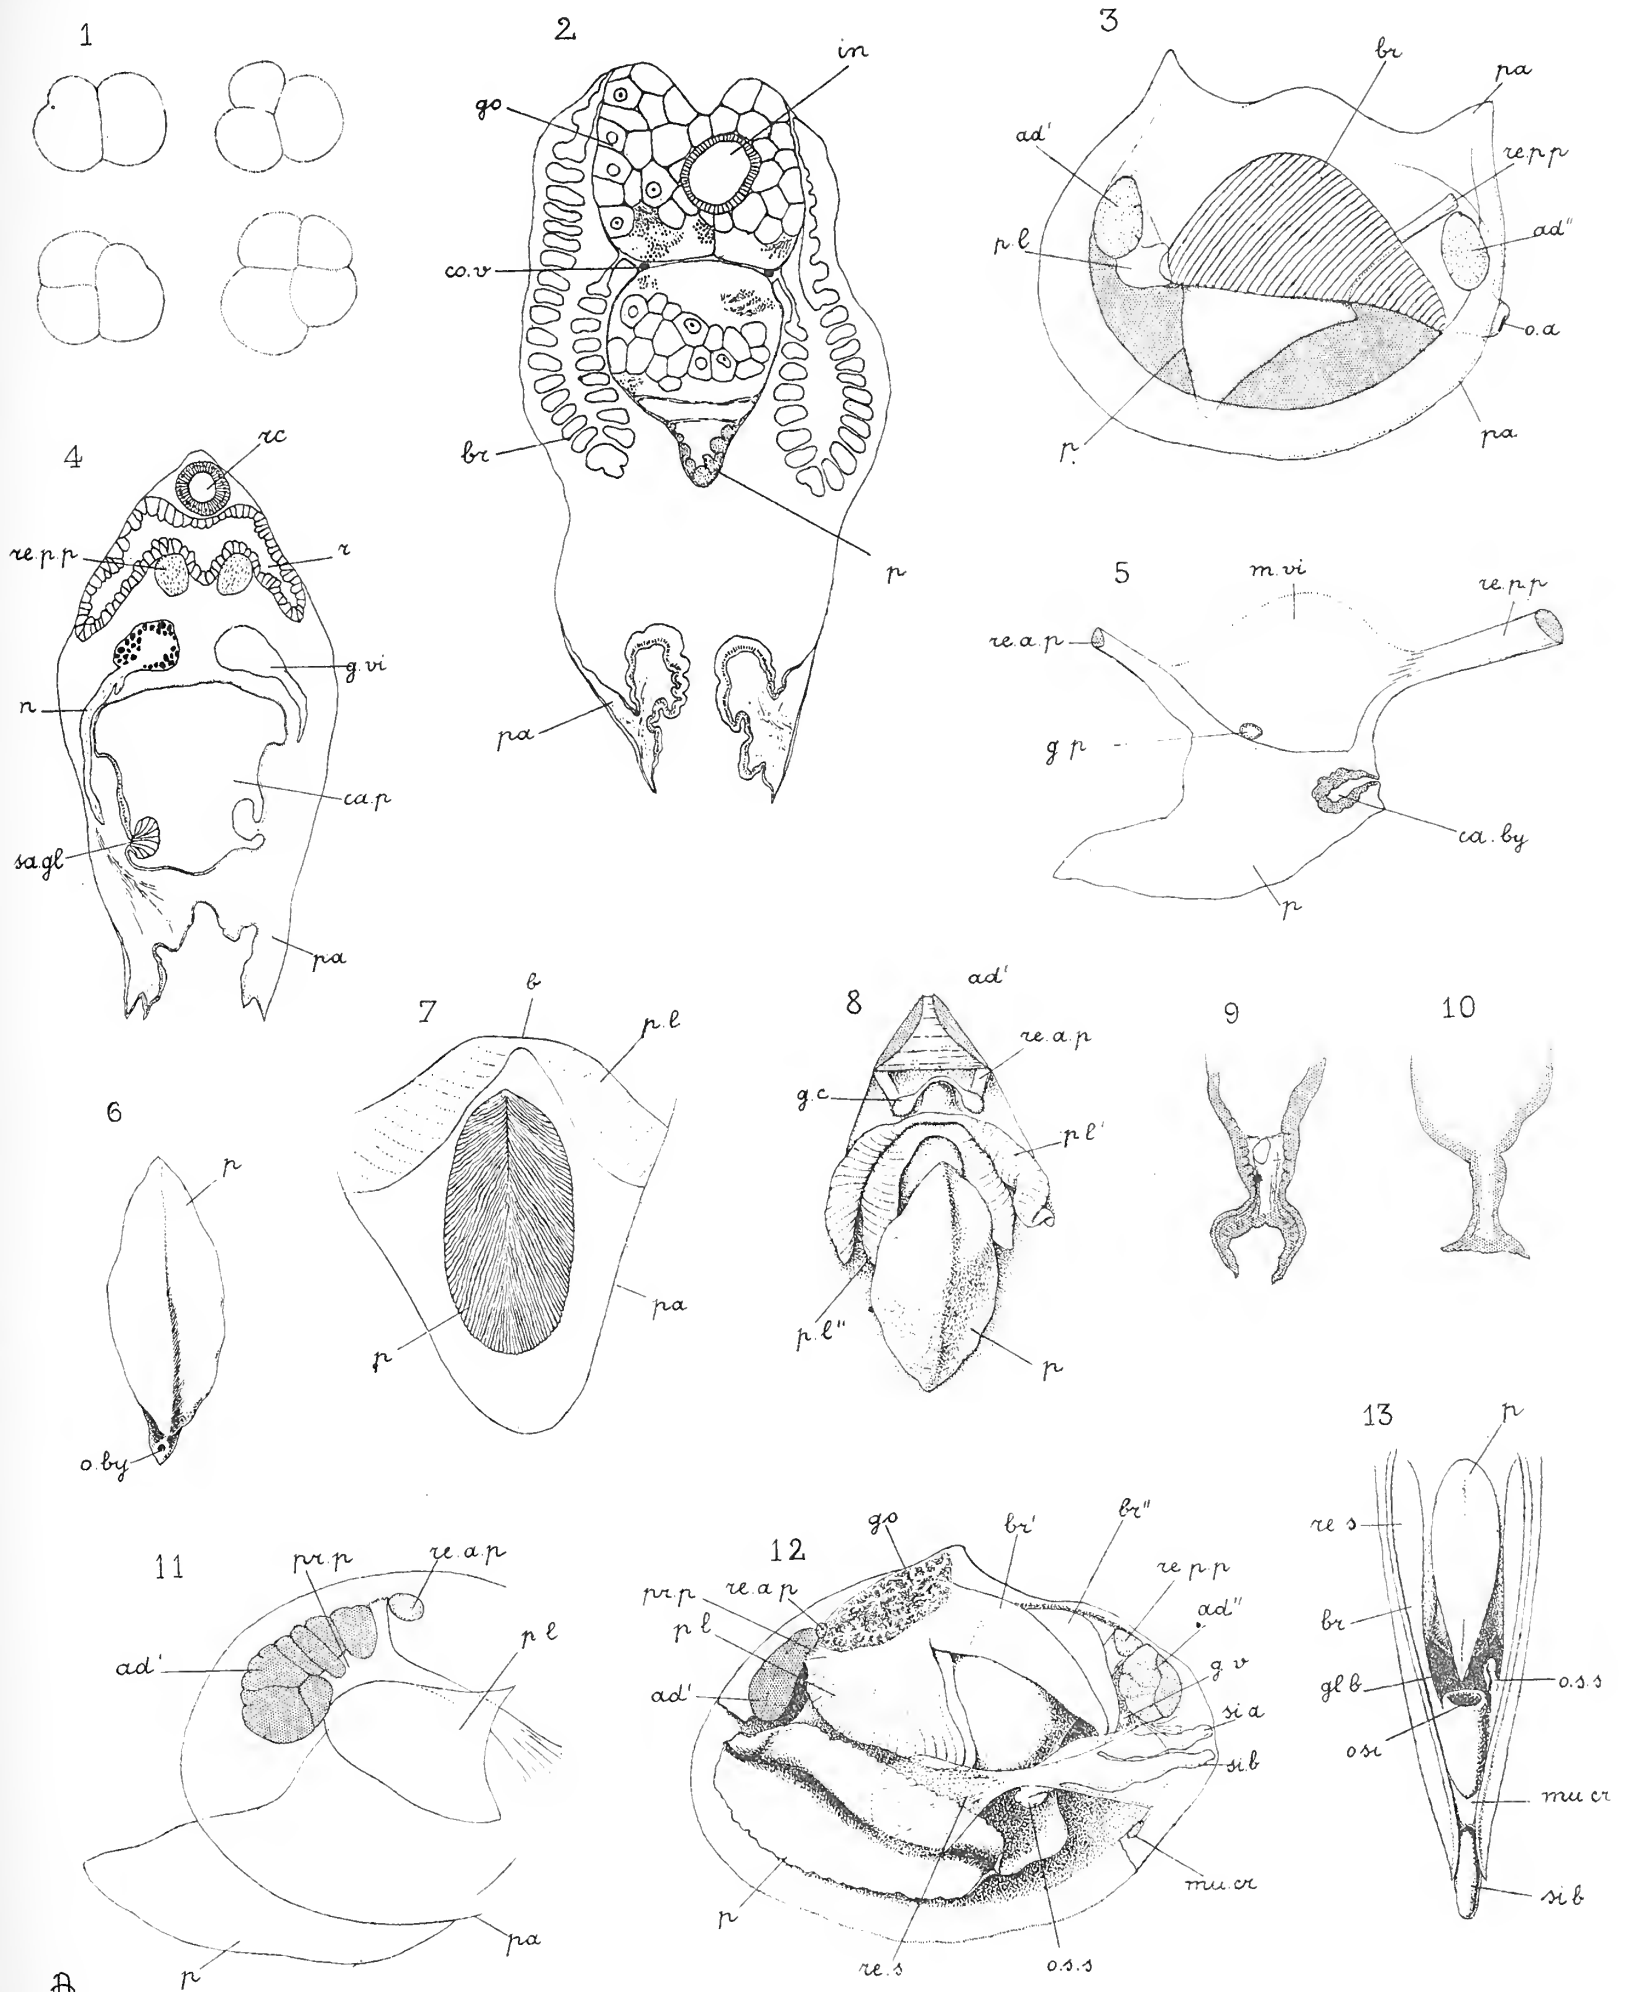 1
2
in
go
co.v
br
p
pa
3
br
pa
ad'
re.p.p
p.l
ad"
o.a
p.
pa
4
rc
re.p.p
r
g.vi
n
ca.p
sa.gl
pa
5
m.vi
re.p.p
re.a.p
g p
ca.by
p
6
p
o.by
7
b
p.l
pa
p
8
ad'
re.a.p
g.c
p l'
p.l"
p
9
10
11
pr.p
re.a.p
ad'
p l
pa
p
12
go
br'
br"
pr.p
re.a p
re p.p
p l
ad"
ad'
g v
si a
si.b
mu.cr
p
re.s
o.s.s
13
p
re s
br
gl b
o.s.s
o si
mu cr
si b